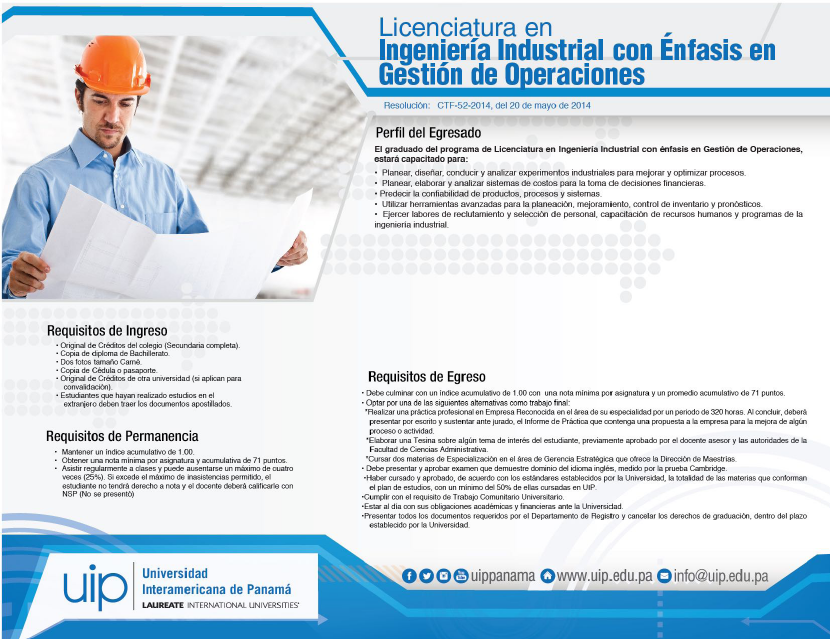 Licenciatura en
Ingeniería Industrial con Énfasis en
Gestión de Operaciones
Resolución: CTF-52-2014, del 20 de mayo de 2014
Perfil del Egresado
El graduado del programa de Licenciatura en Ingeniería Industrial con énfasis en Gestión de Operaciones,
estará capacitado para:
• Planear, diseñar, conducir y analizar experimentos industriales para mejorar y optimizar procesos.
• Planear, elaborar y analizar sistemas de costos para la toma de decisiones financieras.
• Predecir la confiabilidad de productos, procesos y sistemas.
• Utilizar herramientas avanzadas para la planeación, mejoramiento, control de inventario y pronósticos.
• Ejercer labores de reclutamiento y selección de personal, capacitación de recursos humanos y programas de la
ingeniería industrial.
Requisitos de Ingreso
• Original de Créditos del colegio (Secundaria completa).
• Copia de diploma de Bachillerato.
• Dos fotos tamaño Carné.
• Copia de Cédula o pasaporte.
• Original de Créditos de otra universidad (si aplican para
convalidación).
• Estudiantes que hayan realizado estudios en el
extranjero deben traer los documentos apostillados.
Requisitos de Permanencia
• Mantener un índice acumulativo de 1.00.
• Obtener una nota mínima por asignatura y acumulativa de 71 puntos.
• Asistir regularmente a clases y puede ausentarse un máximo de cuatro
veces (25%). Si excede el máximo de inasistencias permitido, el
estudiante no tendrá derecho a nota y el docente deberá calificarle con
NSP (No se presentó)
Requisitos de Egreso
• Debe culminar con un índice acumulativo de 1.00 con una nota mínima por asignatura y un promedio acumulativo de 71 puntos.
• Optar por una de las siguientes alternativas como trabajo final:
*Realizar una práctica profesional en Empresa Reconocida en el área de su especialidad por un periodo de 320 horas. Al concluir, deberá
presentar por escrito y sustentar ante jurado, el Informe de Práctica que contenga una propuesta a la empresa para la mejora de algún
proceso o actividad.
*Elaborar una Tesina sobre algún tema de interés del estudiante, previamente aprobado por el docente asesor y las autoridades de la
Facultad de Ciencias Administrativa.
*Cursar dos materias de Especialización en el área de Gerencia Estratégica que ofrece la Dirección de Maestrías.
• Debe presentar y aprobar examen que demuestre dominio del idioma inglés, medido por la prueba Cambridge.
•Haber cursado y aprobado, de acuerdo con los estándares establecidos por la Universidad, la totalidad de las materias que conforman
el plan de estudios, con un mínimo del 50% de ellas cursadas en UIP.
•Cumplir con el requisito de Trabajo Comunitario Universitario.
•Estar al día con sus obligaciones académicas y financieras ante la Universidad.
•Presentar todos los documentos requeridos por el Departamento de Registro y cancelar los derechos de graduación, dentro del plazo
establecido por la Universidad.
uip
Universidad
Interamericana de Panamá
LAUREATE INTERNATIONAL UNIVERSITIES®
uippanama www.uip.edu.pa info@uip.edu.pa